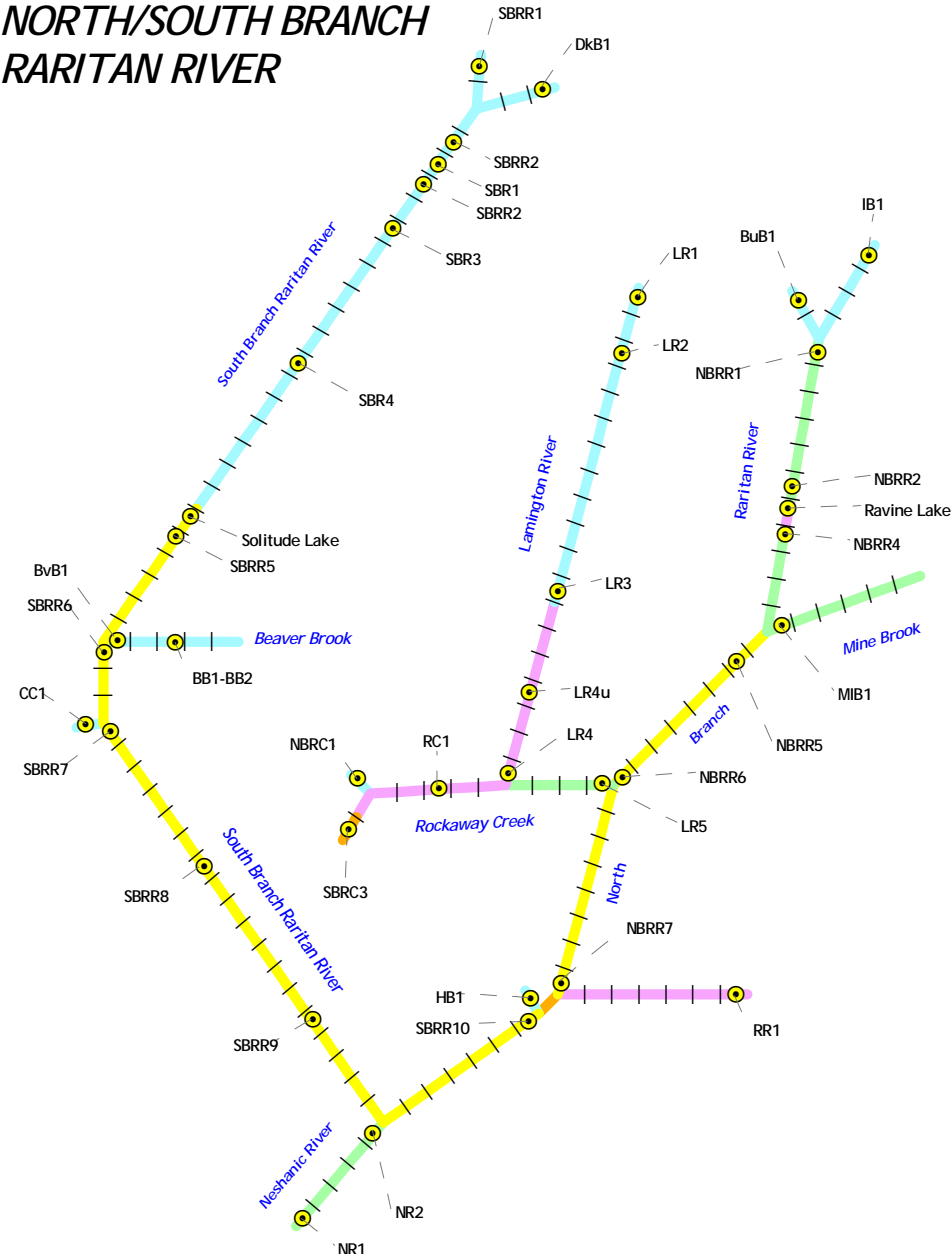 NORTH/SOUTH BRANCH
RARITAN RIVER
SBRR1
DkB1
SBRR2
SBR1
SBRR2
SBR3
South Branch Raritan River
SBR4
IB1
BuB1
LR1
LR2
NBRR1
Raritan River
NBRR2
Ravine Lake
NBRR4
Lamington River
Solitude Lake
SBRR5
BvB1
SBRR6
Beaver Brook
BB1-BB2
LR3
Mine Brook
MIB1
CC1
SBRR7
LR4u
Branch
NBRR5
NBRC1
RC1
LR4
NBRR6
Rockaway Creek
LR5
SBRC3
South Branch Raritan River
SBRR8
North
NBRR7
HB1
SBRR10
RR1
SBRR9
Neshanic River
NR2
NR1